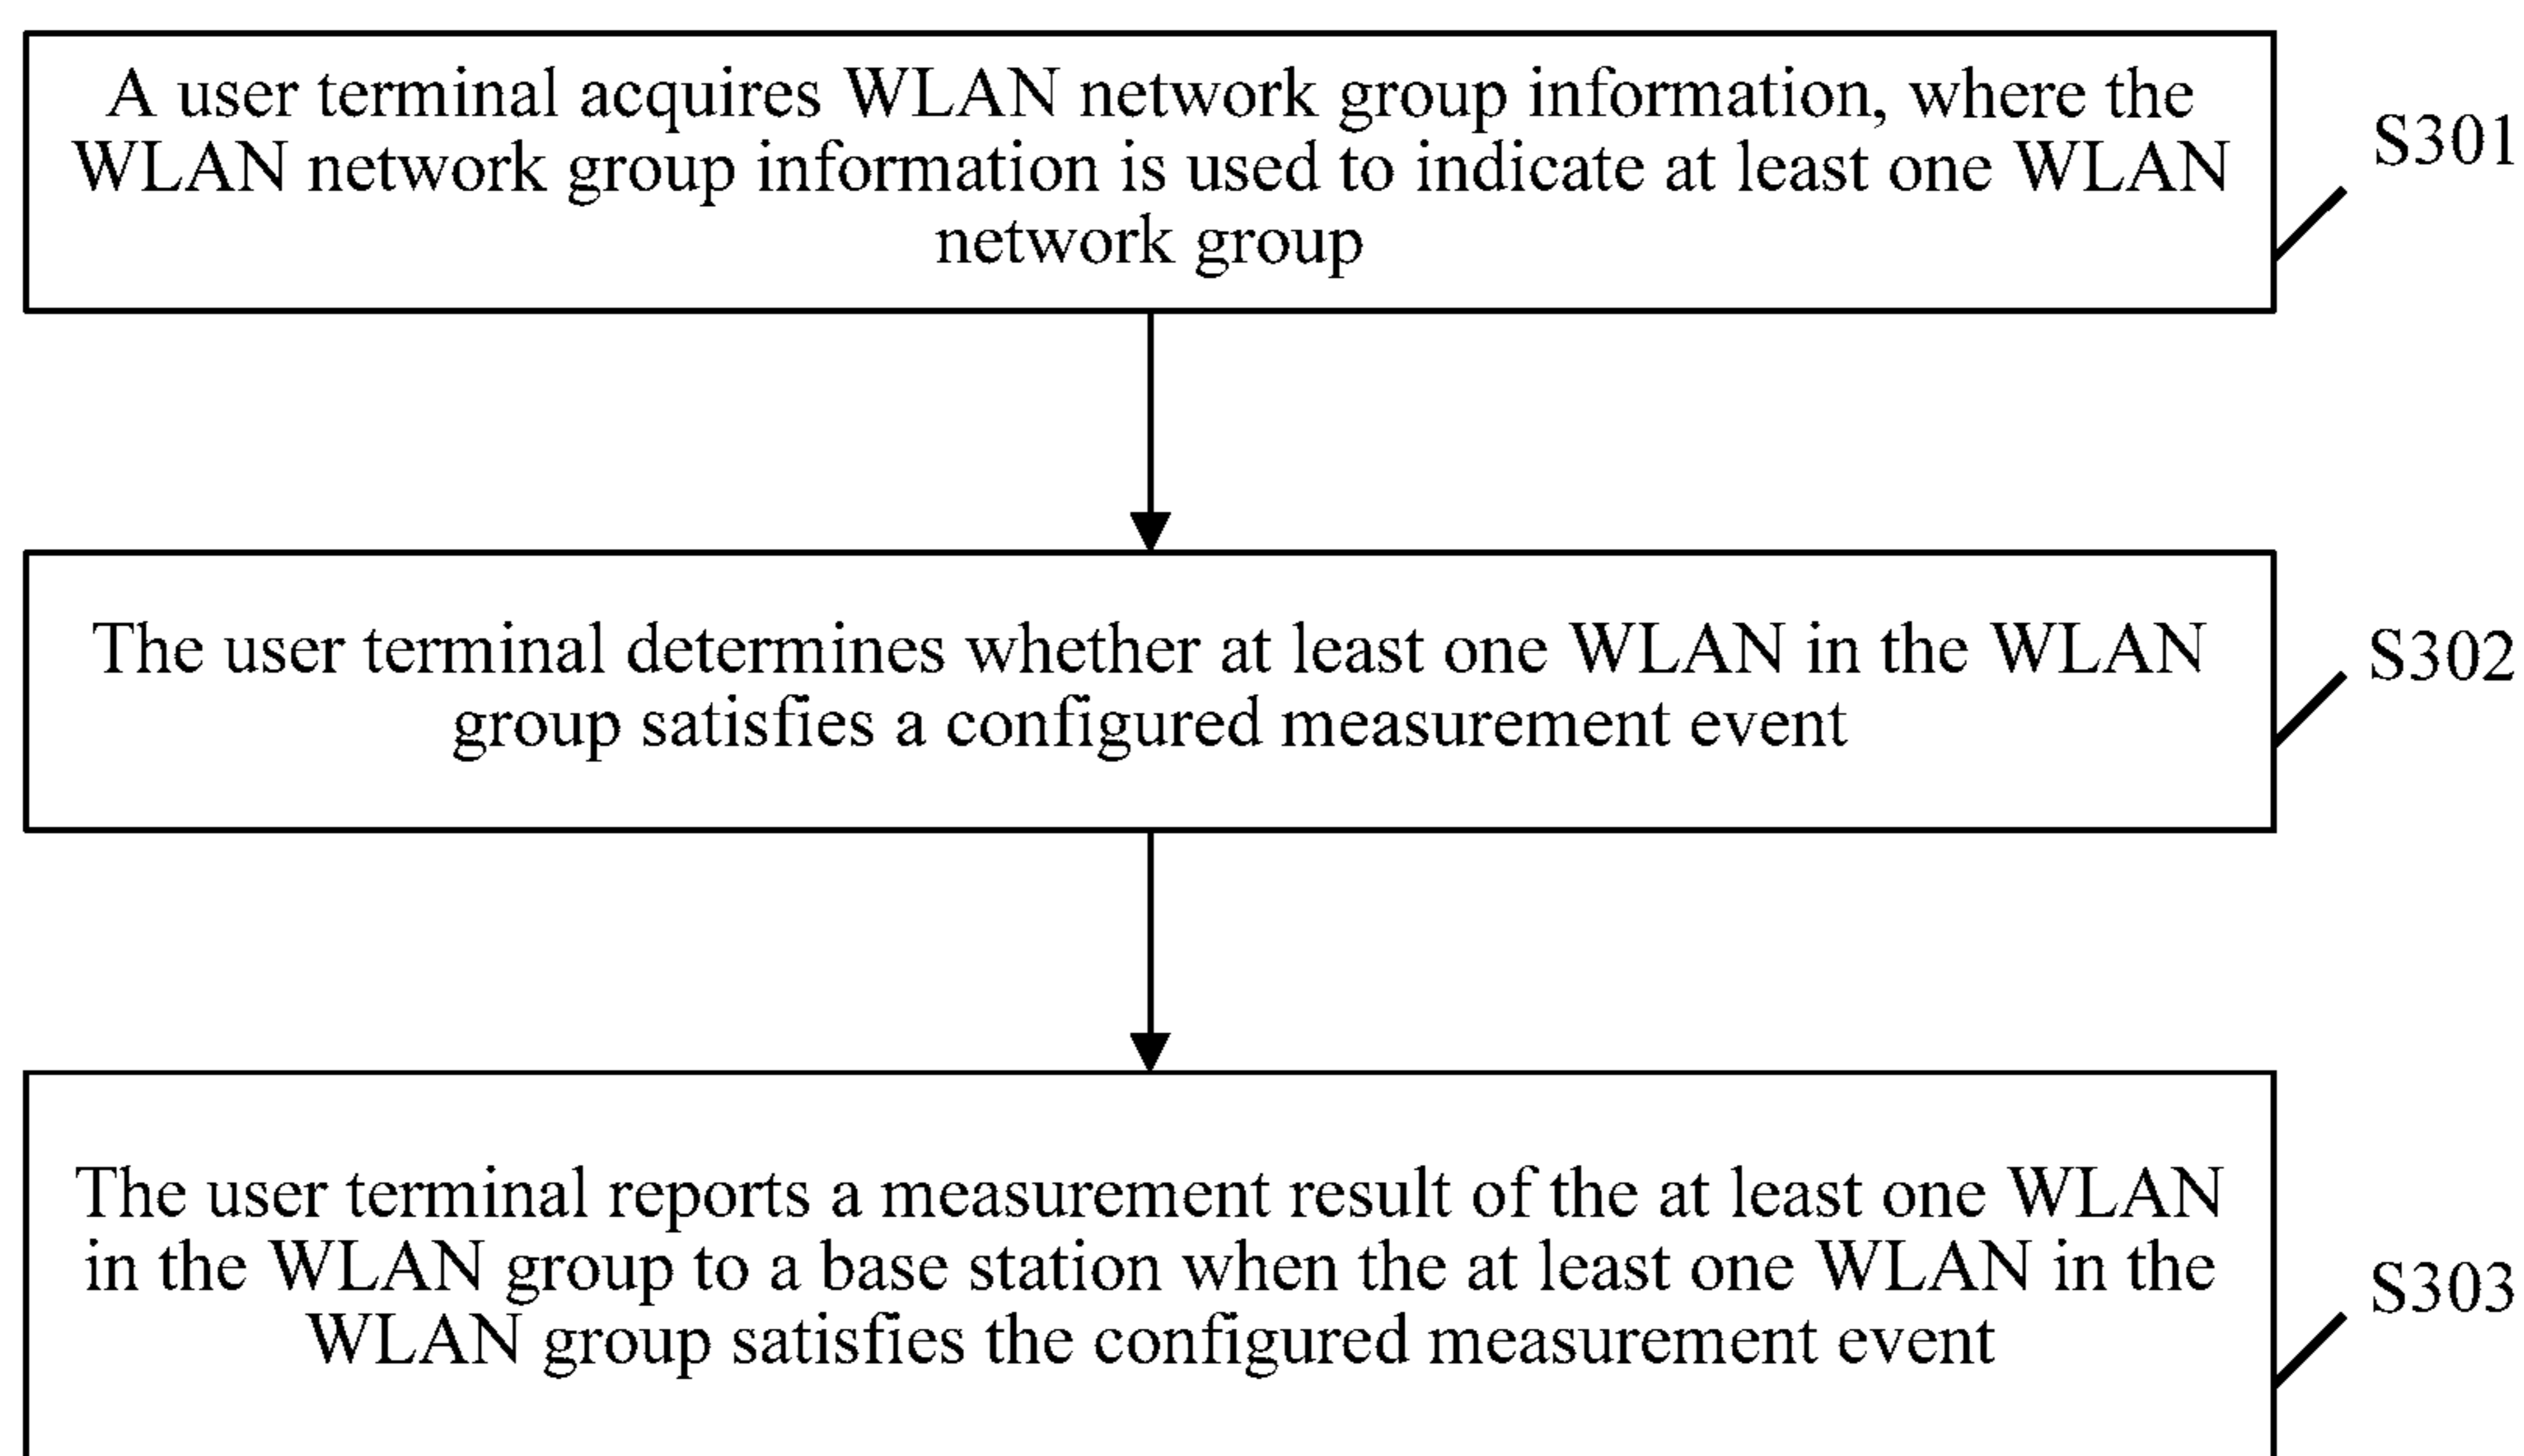 A user terminal acquires WLAN network group information, where the
WLAN network group information is used to indicate at least one WLAN
network group
S301
The user terminal determines whether at least one WLAN in the WLAN
group satisfies a configured measurement event
S302
The user terminal reports a measurement result of the at least one WLAN
in the WLAN group to a base station when the at least one WLAN in the
WLAN group satisfies the configured measurement event
S303